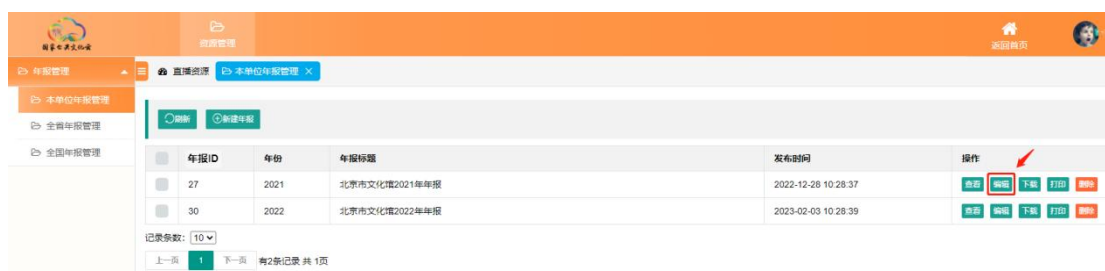 国家公共文化云
资源管理
返回首页
年报管理
直播资源 本单位年报管理 ×
本单位年报管理
全省年报管理
全国年报管理
刷新 新建年报
年报ID 年份 年报标题 发布时间 操作
27 2021 北京市文化馆2021年年报 2022-12-28 10:28:37 查看 编辑 下载 打印 删除
30 2022 北京市文化馆2022年年报 2023-02-03 10:28:39 查看 编辑 下载 打印 删除
记录条数: 10
上一页 1 下一页 有2条记录 共 1页